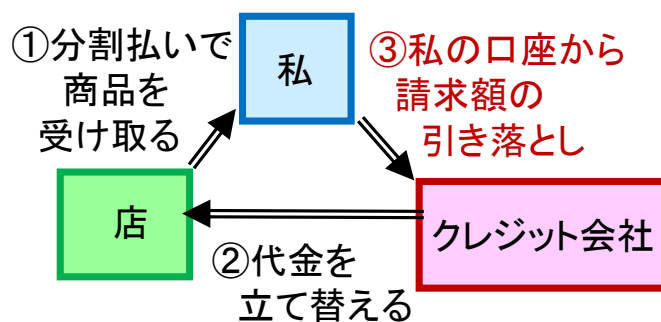 ①分割払いで
商品を
受け取る
私
③私の口座から
請求額の
引き落とし
店
クレジット会社
②代金を
立て替える